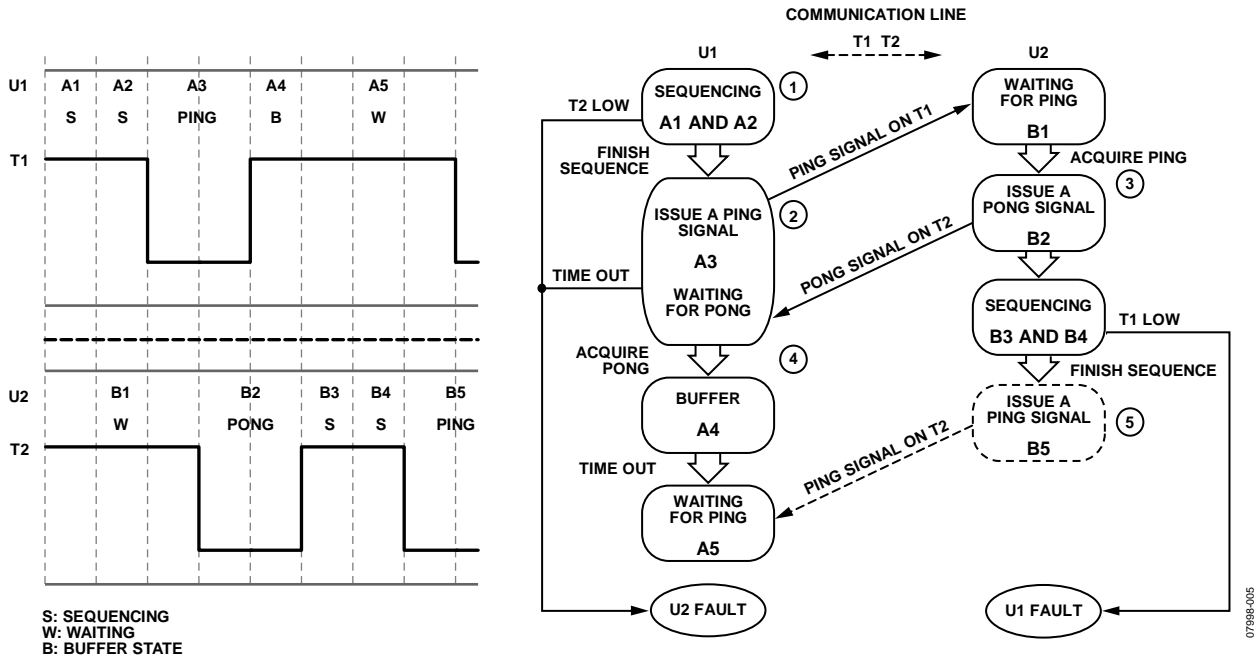 U1
A1
A2
A3
A4
A5
S
S
PING
B
W
T1
U2
B1
B2
B3
B4
B5
W
PONG
S
S
PING
T2
S: SEQUENCING
W: WAITING
B: BUFFER STATE
COMMUNICATION LINE
U1
T1 T2
U2
SEQUENCING
A1 AND A2
1
T2 LOW
FINISH
SEQUENCE
ISSUE A PING
SIGNAL
A3
WAITING
FOR PONG
2
TIME OUT
ACQUIRE
PONG
4
BUFFER
A4
TIME OUT
WAITING
FOR PING
A5
U2 FAULT
PING SIGNAL ON T1
PONG SIGNAL ON T2
PING SIGNAL ON T2
WAITING
FOR PING
B1
ACQUIRE PING
3
ISSUE A
PONG SIGNAL
B2
SEQUENCING
B3 AND B4
T1 LOW
FINISH SEQUENCE
ISSUE A
PING SIGNAL
B5
5
U1 FAULT
07998-005